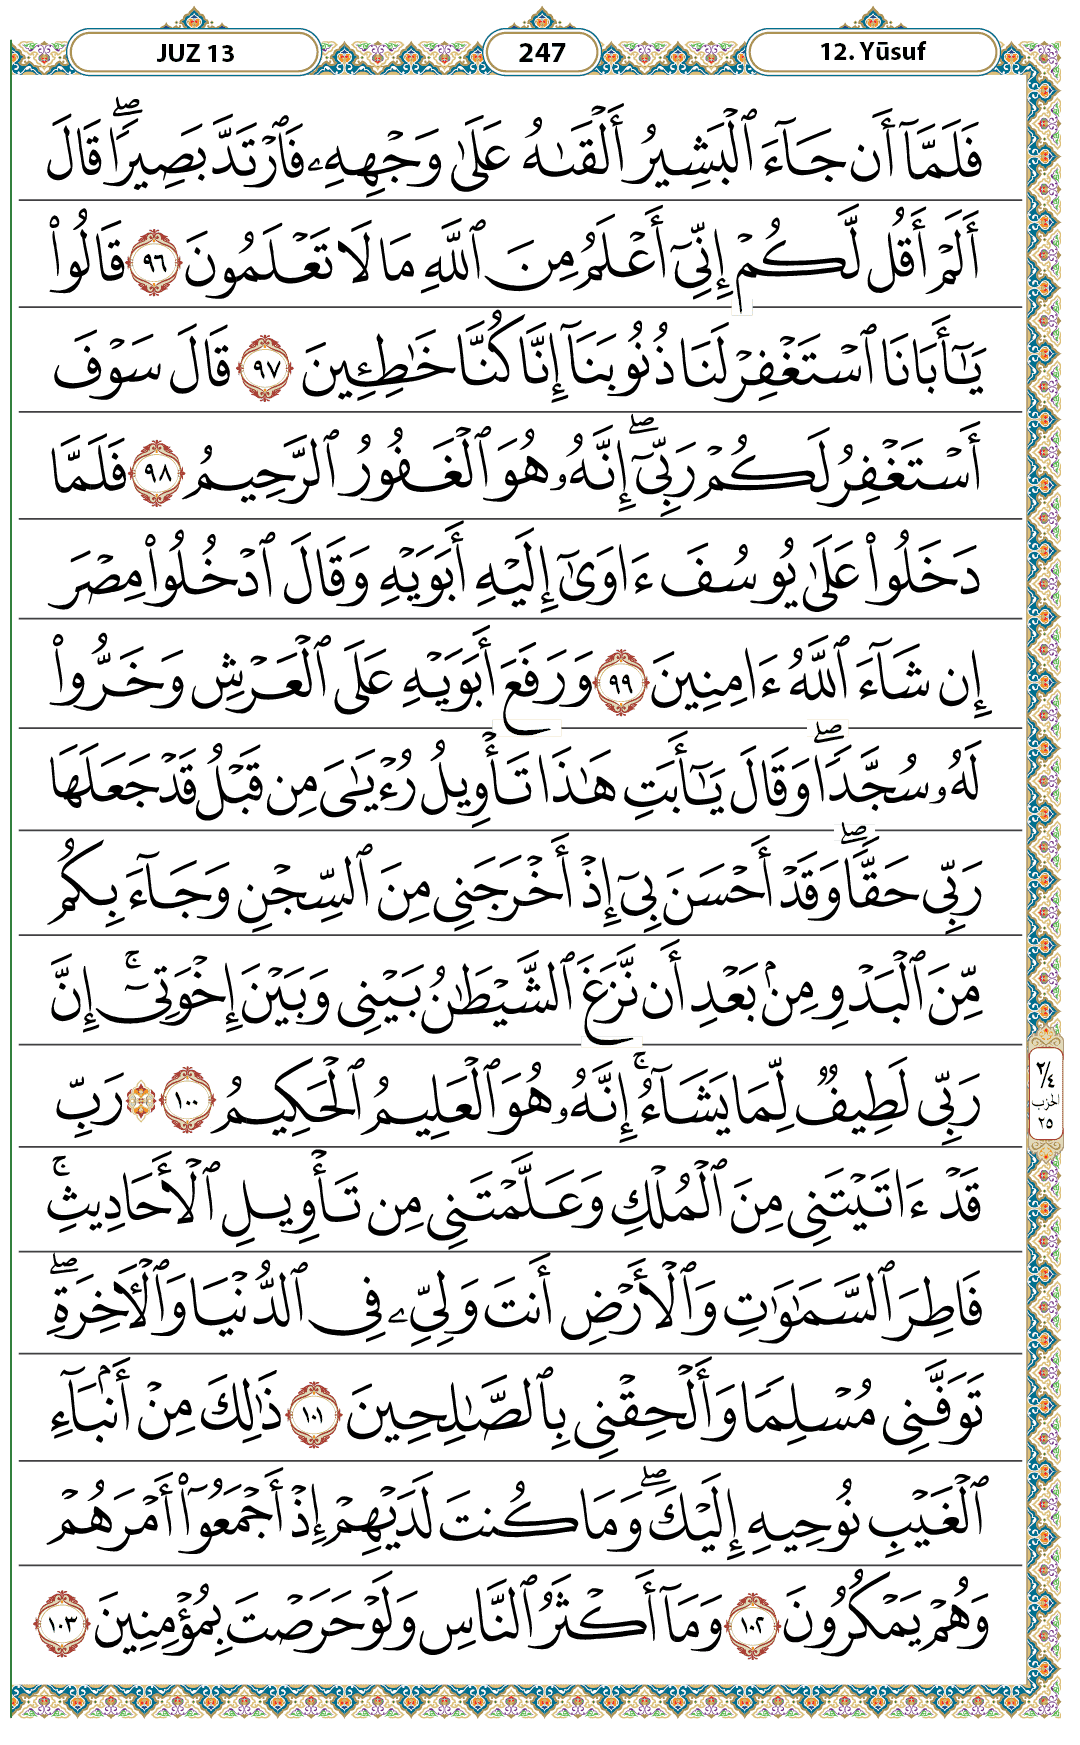 JUZ 13 247 12. Yūsuf
فَلَمَّآ أَن جَآءَ ٱلْبَشِيرُ أَلْقَىٰهُ عَلَىٰ وَجْهِهِۦ فَٱرْتَدَّ بَصِيرًا ۖ قَالَ
أَلَمْ أَقُل لَّكُمْ إِنِّىٓ أَعْلَمُ مِنَ ٱللَّهِ مَا لَا تَعْلَمُونَ ٩٦ قَالُوا۟
يَـٰٓأَبَانَا ٱسْتَغْفِرْ لَنَا ذُنُوبَنَآ إِنَّا كُنَّا خَـٰطِـِٔينَ ٩٧ قَالَ سَوْفَ
أَسْتَغْفِرُ لَكُمْ رَبِّىٓ ۖ إِنَّهُۥ هُوَ ٱلْغَفُورُ ٱلرَّحِيمُ ٩٨ فَلَمَّا
دَخَلُوا۟ عَلَىٰ يُوسُفَ ءَاوَىٰٓ إِلَيْهِ أَبَوَيْهِ وَقَالَ ٱدْخُلُوا۟ مِصْرَ
إِن شَآءَ ٱللَّهُ ءَامِنِينَ ٩٩ وَرَفَعَ أَبَوَيْهِ عَلَى ٱلْعَرْشِ وَخَرُّوا۟
لَهُۥ سُجَّدًا ۖ وَقَالَ يَـٰٓأَبَتِ هَـٰذَا تَأْوِيلُ رُءْيَـٰىَ مِن قَبْلُ قَدْ جَعَلَهَا
رَبِّى حَقًّا ۖ وَقَدْ أَحْسَنَ بِىٓ إِذْ أَخْرَجَنِى مِنَ ٱلسِّجْنِ وَجَآءَ بِكُم
مِّنَ ٱلْبَدْوِ مِنۢ بَعْدِ أَن نَّزَغَ ٱلشَّيْطَـٰنُ بَيْنِى وَبَيْنَ إِخْوَتِىٓ ۚ إِنَّ
رَبِّى لَطِيفٌ لِّمَا يَشَآءُ ۚ إِنَّهُۥ هُوَ ٱلْعَلِيمُ ٱلْحَكِيمُ ١٠٠ ۞ رَبِّ
قَدْ ءَاتَيْتَنِى مِنَ ٱلْمُلْكِ وَعَلَّمْتَنِى مِن تَأْوِيلِ ٱلْأَحَادِيثِ ۚ
فَاطِرَ ٱلسَّمَـٰوَٰتِ وَٱلْأَرْضِ أَنتَ وَلِىِّۦ فِى ٱلدُّنْيَا وَٱلْـَٔاخِرَةِ ۖ
تَوَفَّنِى مُسْلِمًا وَأَلْحِقْنِى بِٱلصَّـٰلِحِينَ ١٠١ ذَٰلِكَ مِنْ أَنۢبَآءِ
ٱلْغَيْبِ نُوحِيهِ إِلَيْكَ ۖ وَمَا كُنتَ لَدَيْهِمْ إِذْ أَجْمَعُوٓا۟ أَمْرَهُمْ
وَهُمْ يَمْكُرُونَ ١٠٢ وَمَآ أَكْثَرُ ٱلنَّاسِ وَلَوْ حَرَصْتَ بِمُؤْمِنِينَ ١٠٣
٢/٤
الحزب
٢٥